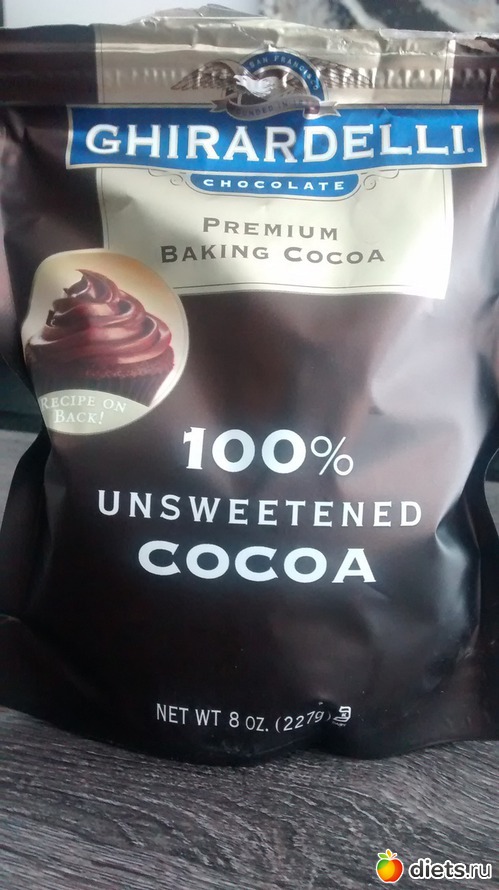 SAN FRANCISCO
GHIRARDELLI
CHOCOLATE
PREMIUM
BAKING COCOA
RECIPE ON
BACK!
100%
UNSWEETENED
COCOA
NET WT 8 OZ. (227g)
diets.ru